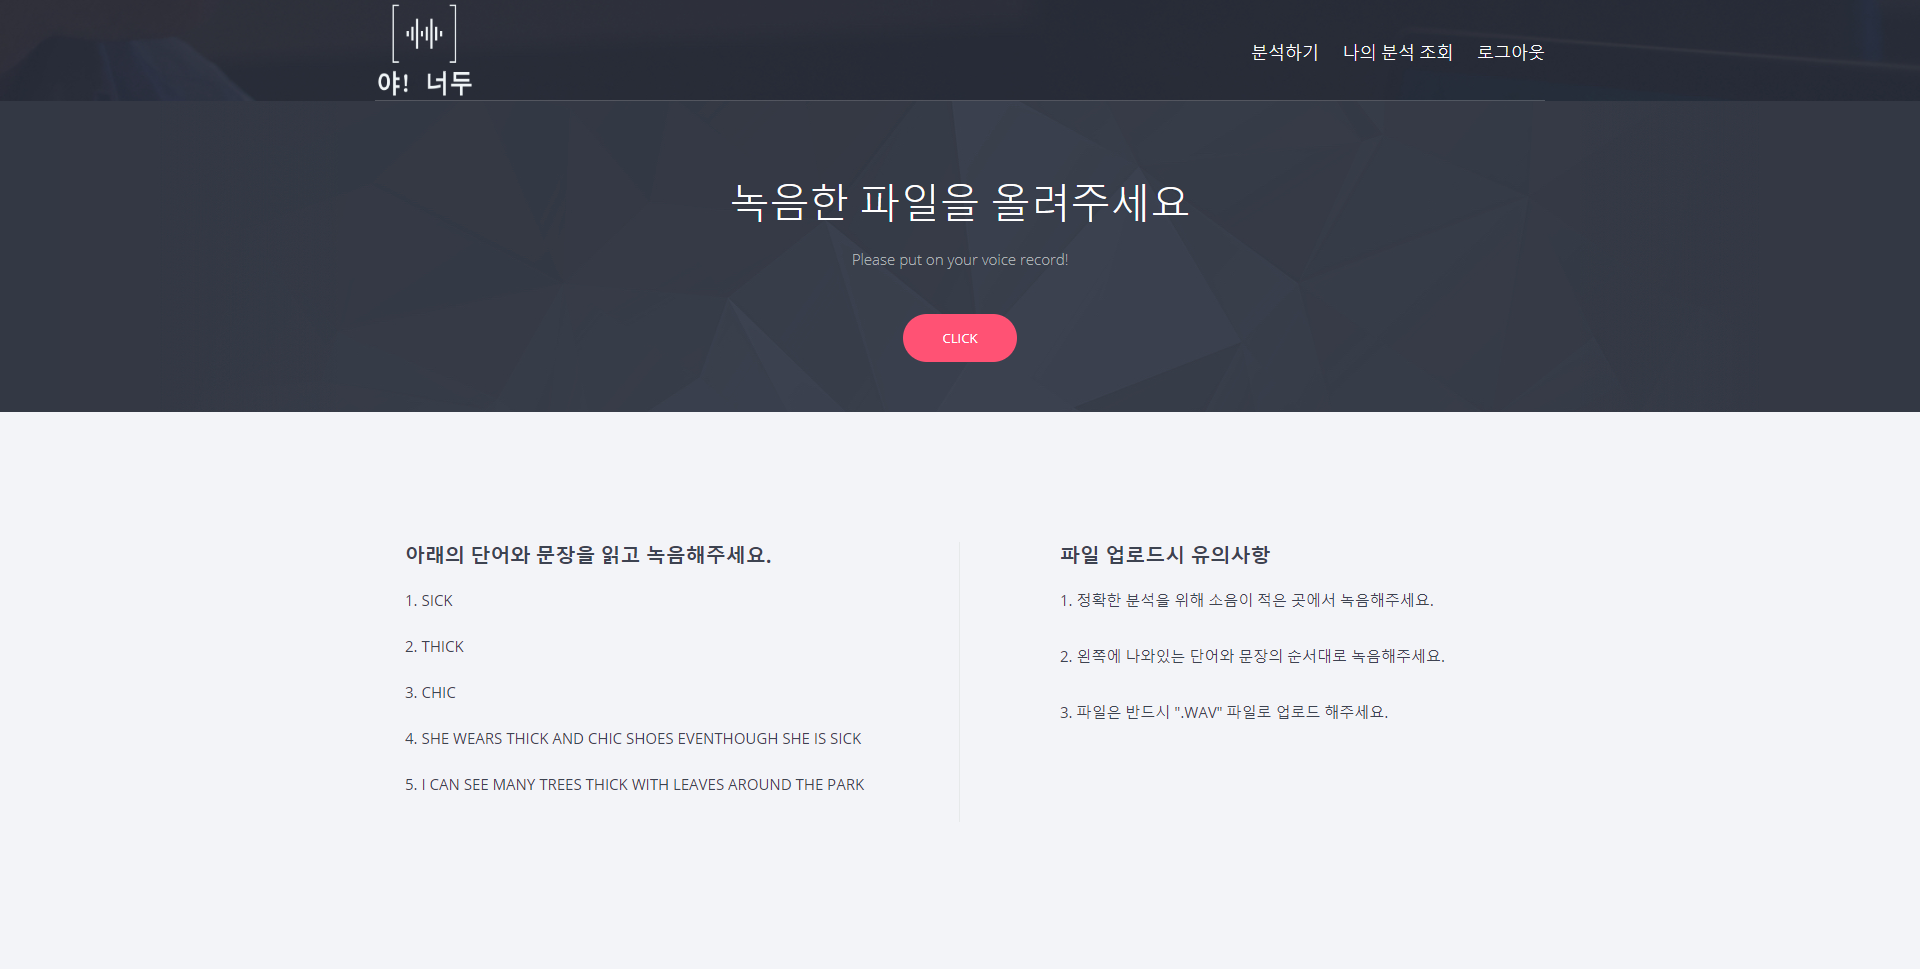 야! 너두
분석하기 나의 분석 조회 로그아웃
녹음한 파일을 올려주세요
Please put on your voice record!
CLICK
아래의 단어와 문장을 읽고 녹음해주세요.
1. SICK
2. THICK
3. CHIC
4. SHE WEARS THICK AND CHIC SHOES EVENTHOUGH SHE IS SICK
5. I CAN SEE MANY TREES THICK WITH LEAVES AROUND THE PARK
파일 업로드시 유의사항
1. 정확한 분석을 위해 소음이 적은 곳에서 녹음해주세요.
2. 왼쪽에 나와있는 단어와 문장의 순서대로 녹음해주세요.
3. 파일은 반드시 ".WAV" 파일로 업로드 해주세요.